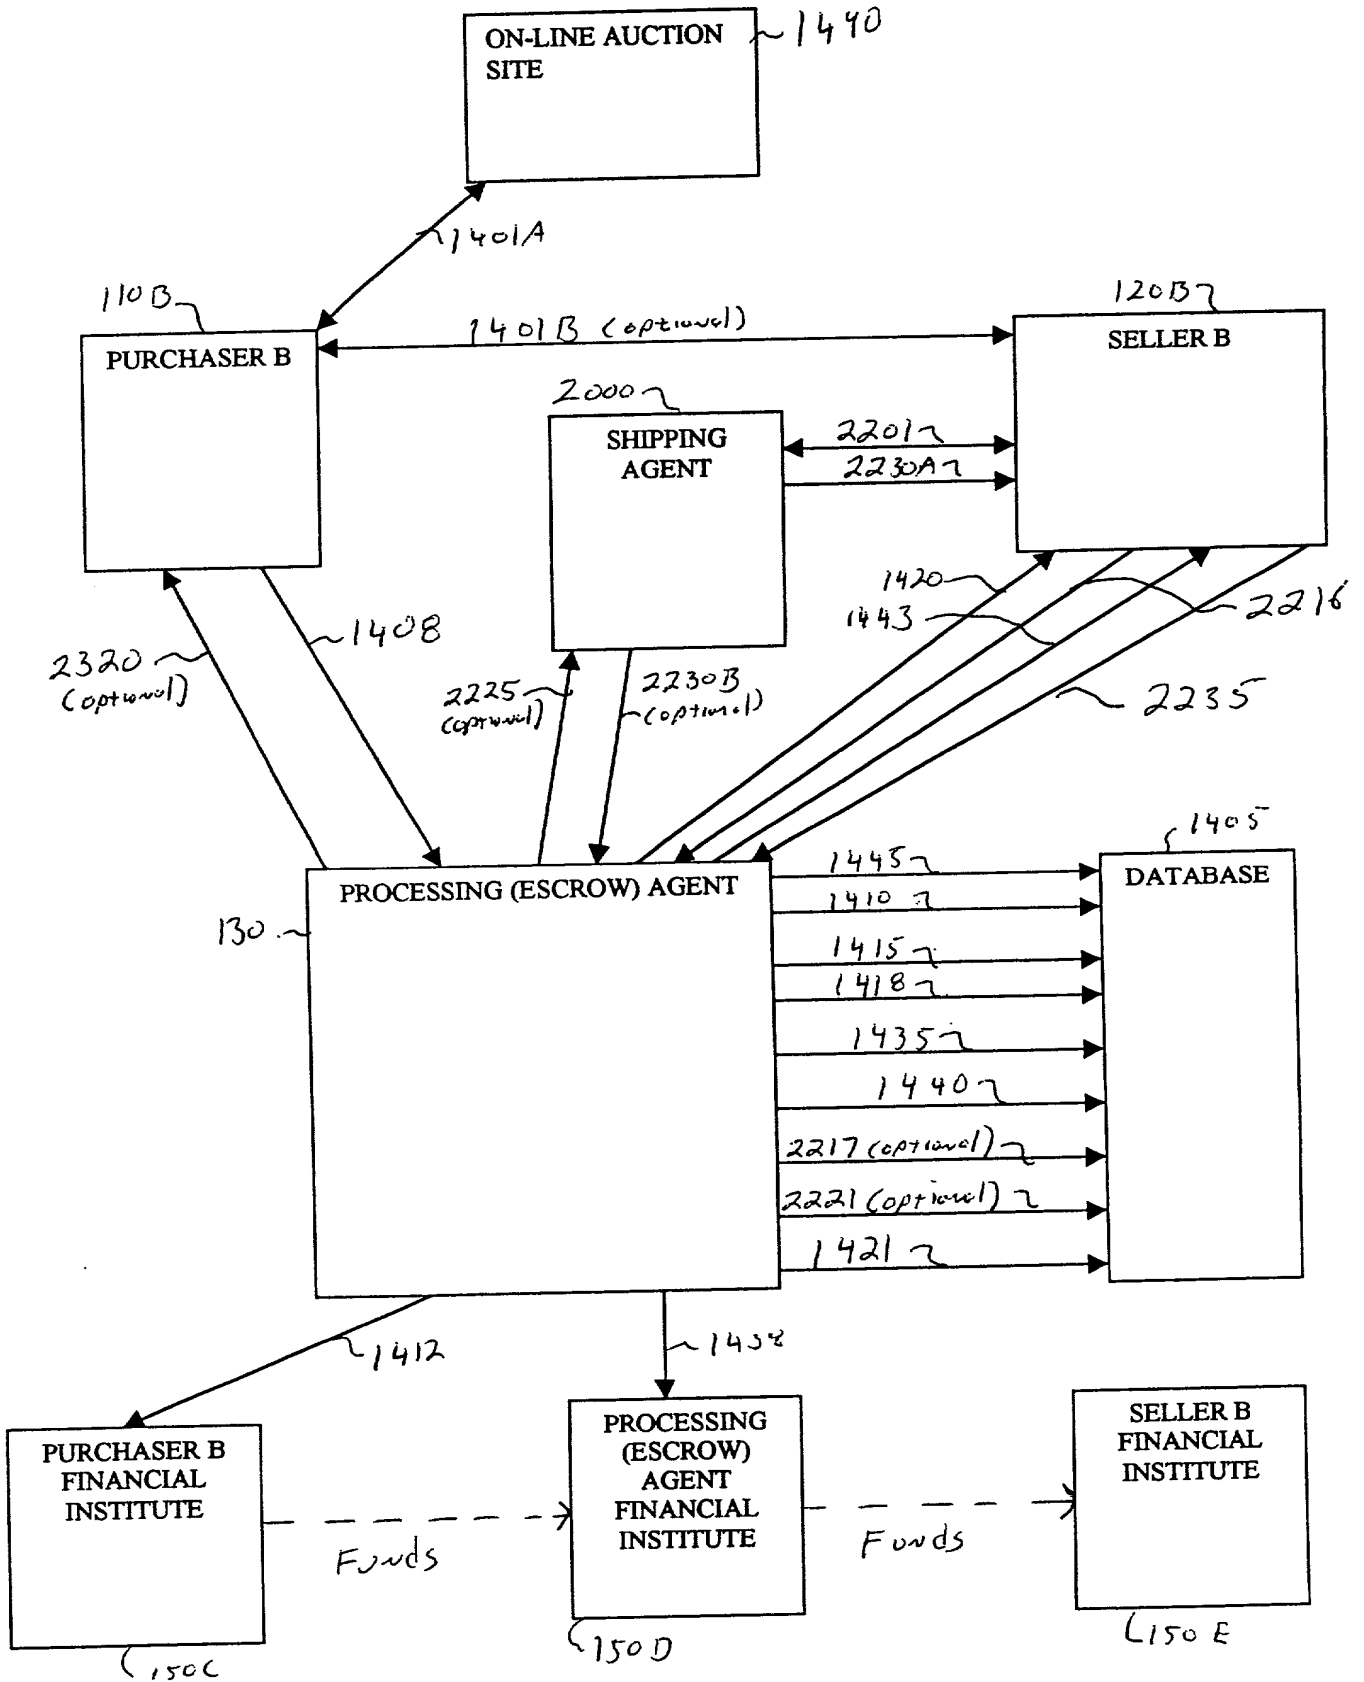 ON-LINE AUCTION
SITE
1490
1401A
110B
120B
PURCHASER B
1401B (optional)
SELLER B
2000
SHIPPING
AGENT
2201
2230A
1420
1443
2216
1408
2320
(optional)
2225
(optional)
2230B
(optional)
2235
1405
PROCESSING (ESCROW) AGENT
130
1445
DATABASE
1410
1415
1418
1435
1440
2217 (optional)
2221 (optional)
1421
1412
PURCHASER B
FINANCIAL
INSTITUTE
PROCESSING
(ESCROW)
AGENT
FINANCIAL
INSTITUTE
SELLER B
FINANCIAL
INSTITUTE
Funds
Funds
150C
150D
150E